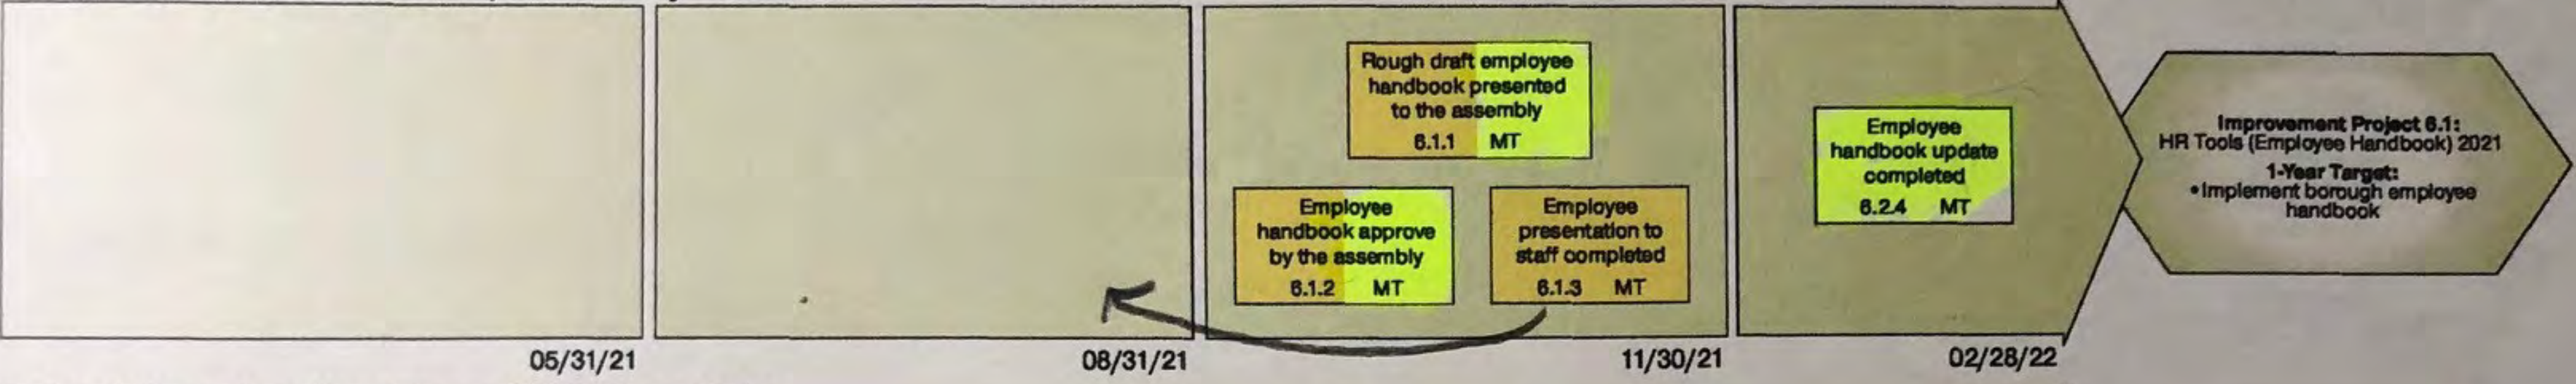 Rough draft employee
handbook presented
to the assembly
6.1.1 MT
Employee
handbook approve
by the assembly
6.1.2 MT
Employee
presentation to
staff completed
6.1.3 MT
Employee
handbook update
completed
6.2.4 MT
Improvement Project 6.1:
HR Tools (Employee Handbook) 2021
1-Year Target:
•Implement borough employee
handbook
05/31/21
08/31/21
11/30/21
02/28/22